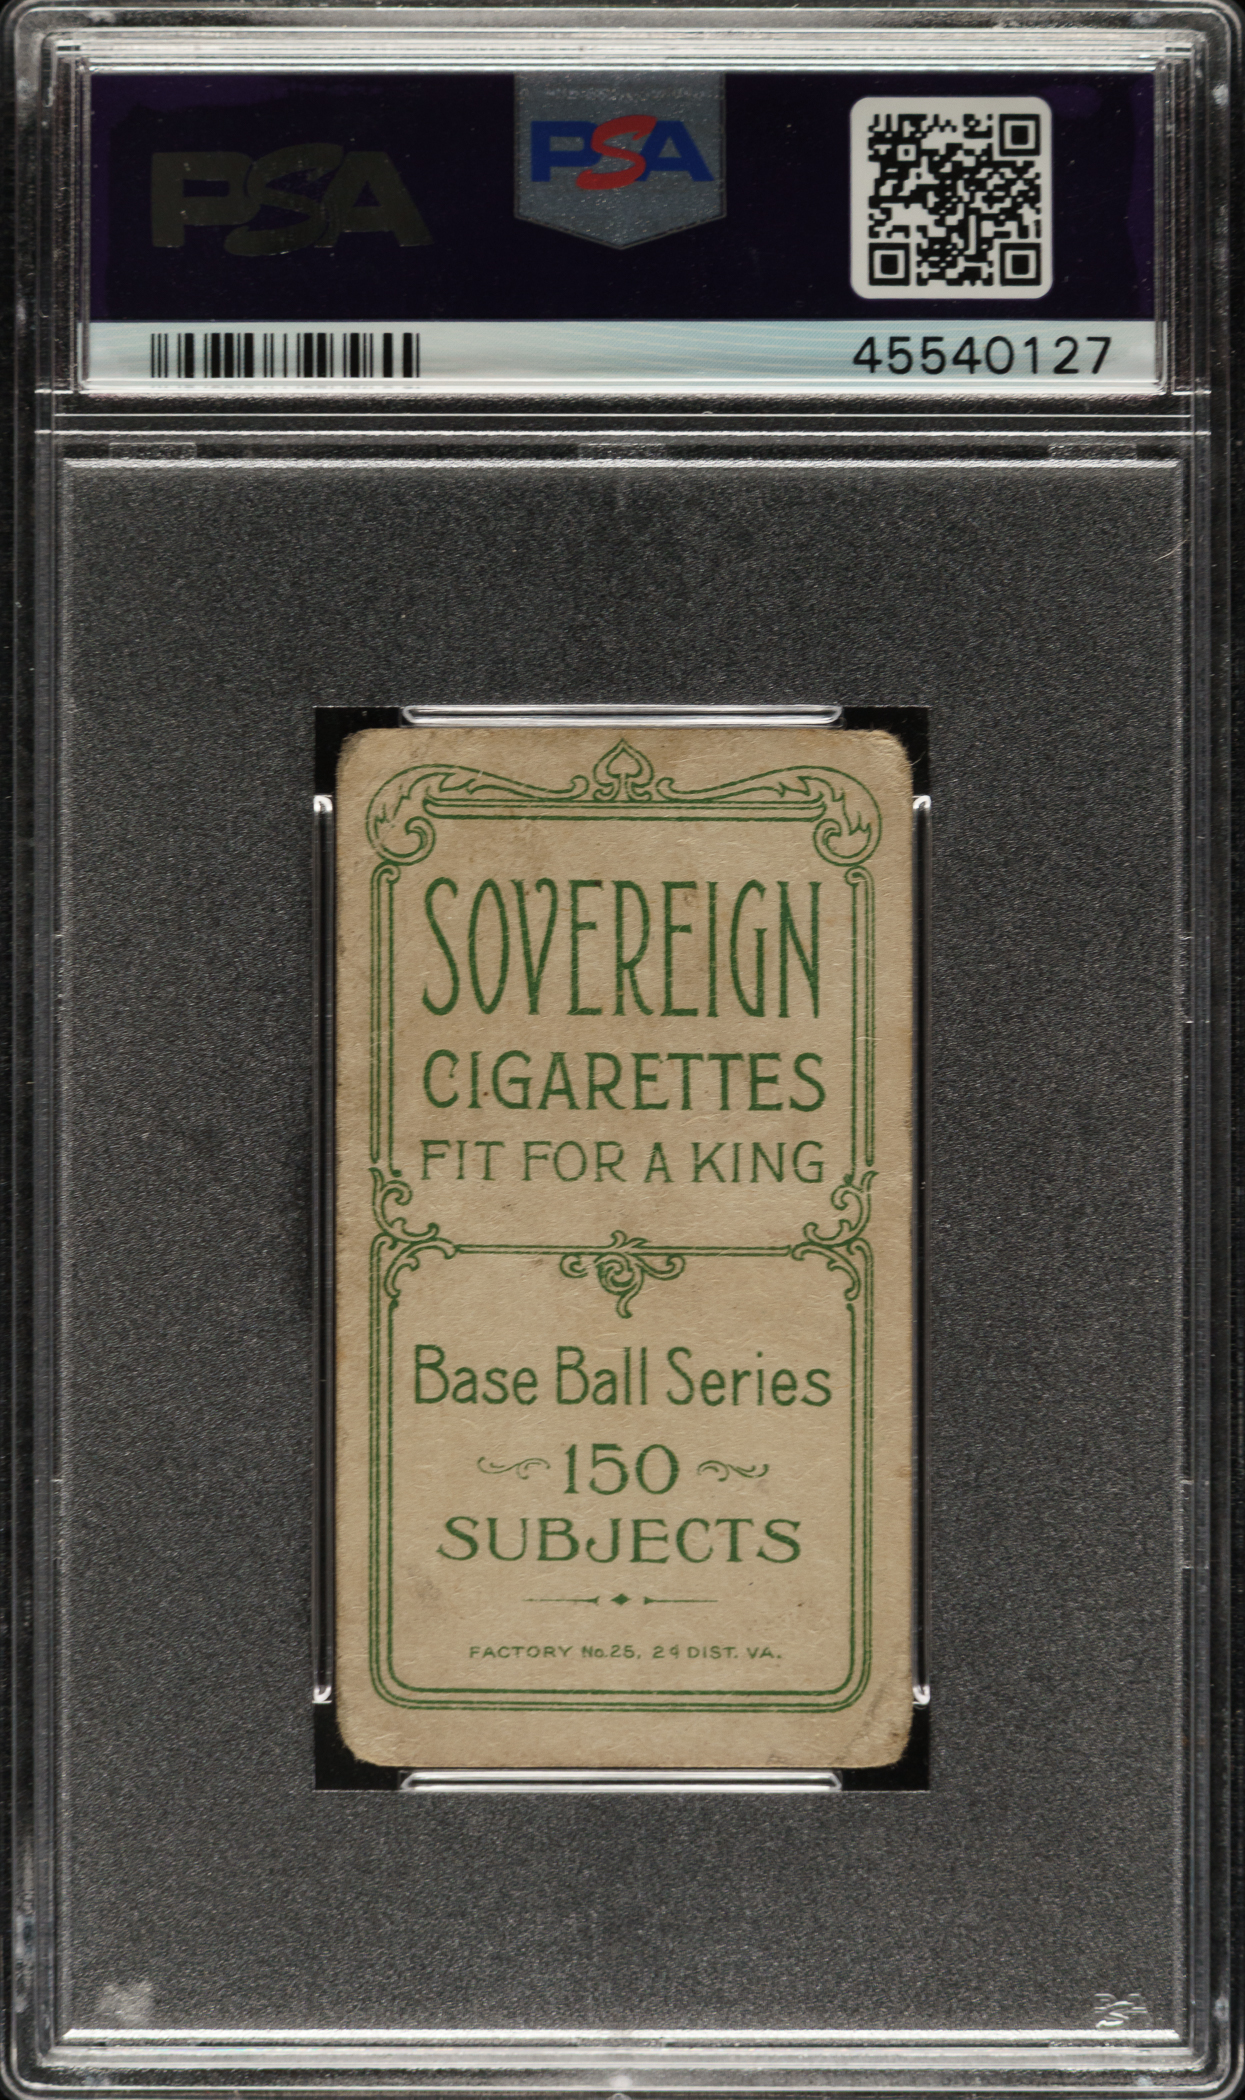 PSA
PSA
45540127
SOVEREIGN
CIGARETTES
FIT FOR A KING
Base Ball Series
150
SUBJECTS
FACTORY No. 25, 2d DIST. VA.
PSA